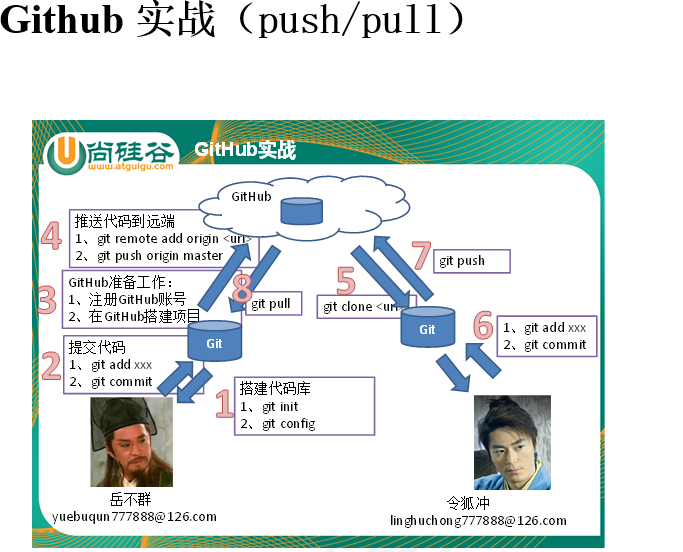 Github 实战（push/pull）
尚硅谷
www.atguigu.com
GitHub实战
GitHub
4
推送代码到远端
1、 git remote add origin <url>
2、 git push origin master
3
GitHub准备工作：
1、注册GitHub账号
2、在GitHub搭建项目
8
git pull
5
git clone <url>
7
git push
Git
Git
6
1、 git add xxx
2、 git commit
2
提交代码
1、 git add xxx
2、 git commit
1
搭建代码库
1、 git init
2、 git config
岳不群
yuebuqun777888@126.com
令狐冲
linghuchong777888@126.com